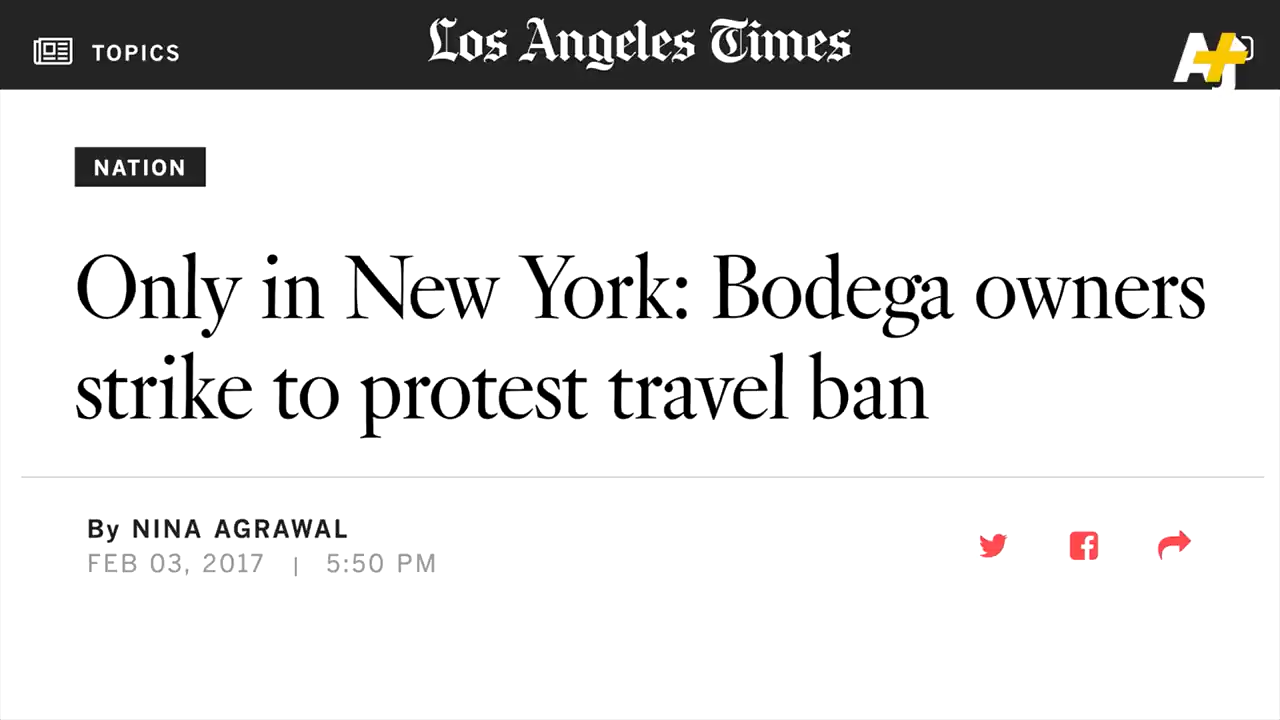 TOPICS
Los Angeles Times
AJ+
NATION
Only in New York: Bodega owners
strike to protest travel ban
By NINA AGRAWAL
FEB 03, 2017 | 5:50 PM